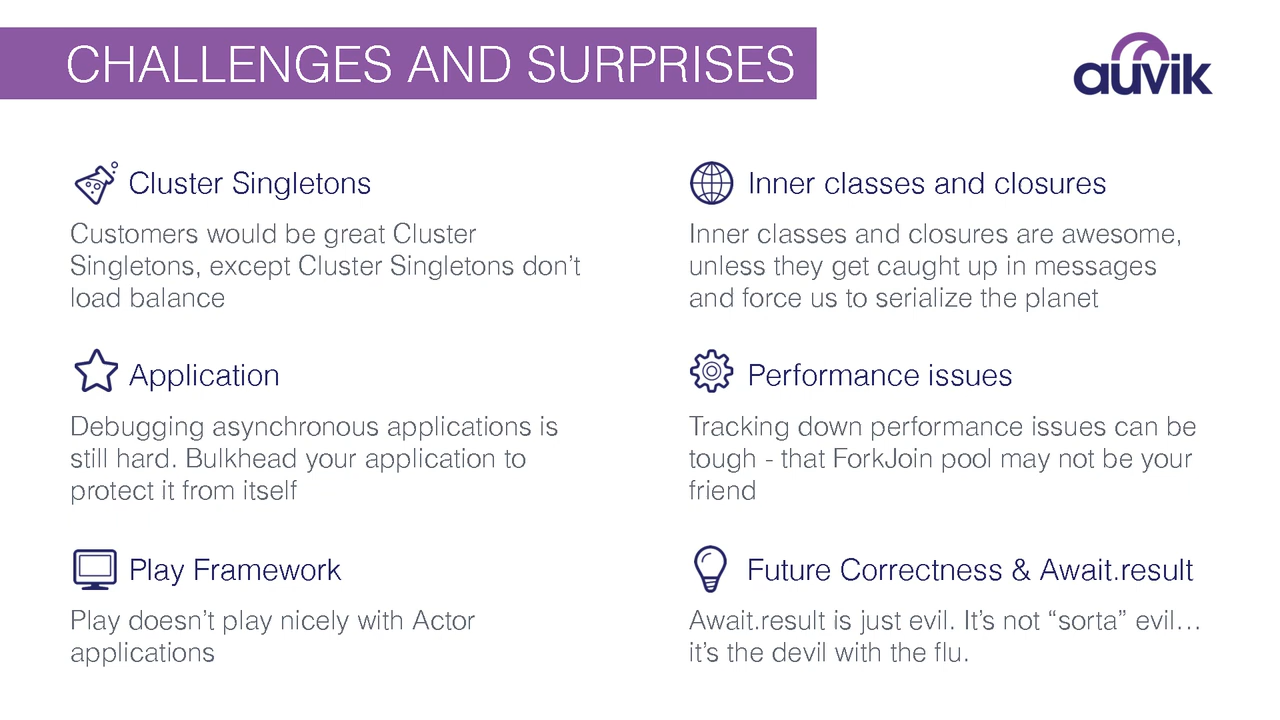 CHALLENGES AND SURPRISES
auvik
Cluster Singletons
Customers would be great Cluster
Singletons, except Cluster Singletons don’t
load balance
Application
Debugging asynchronous applications is
still hard. Bulkhead your application to
protect it from itself
Play Framework
Play doesn’t play nicely with Actor
applications
Inner classes and closures
Inner classes and closures are awesome,
unless they get caught up in messages
and force us to serialize the planet
Performance issues
Tracking down performance issues can be
tough - that ForkJoin pool may not be your
friend
Future Correctness & Await.result
Await.result is just evil. It’s not “sorta” evil…
it’s the devil with the flu.